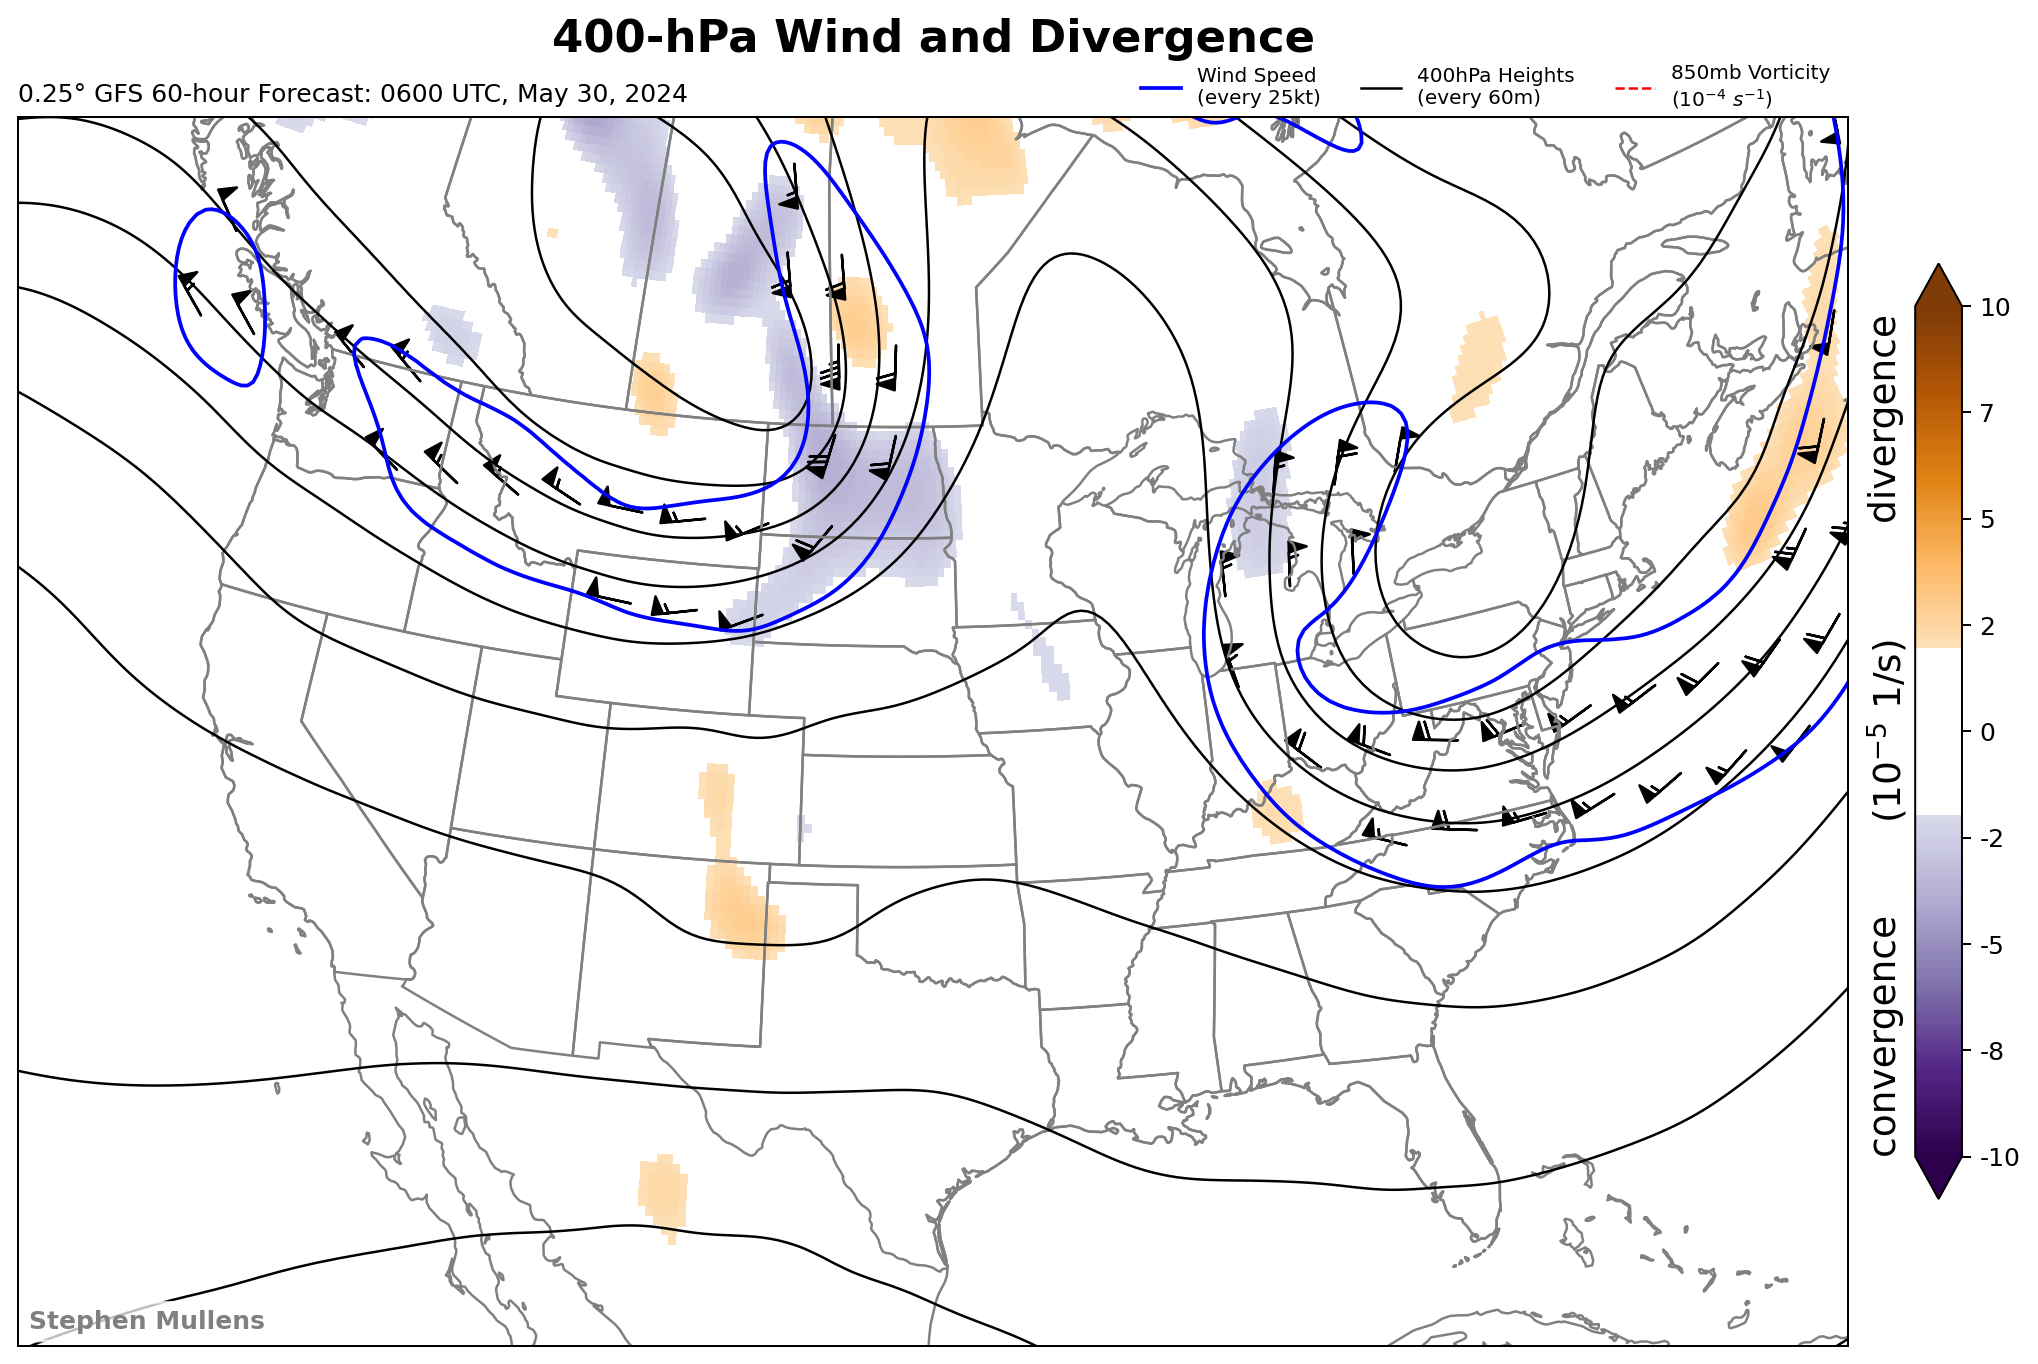 400-hPa Wind and Divergence
0.25° GFS 60-hour Forecast: 0600 UTC, May 30, 2024
Wind Speed
(every 25kt)
400hPa Heights
(every 60m)
850mb Vorticity
(10⁻⁴ s⁻¹)
10
7
5
2
0
-2
-5
-8
-10
convergence (10⁻⁵ 1/s) divergence
Stephen Mullens